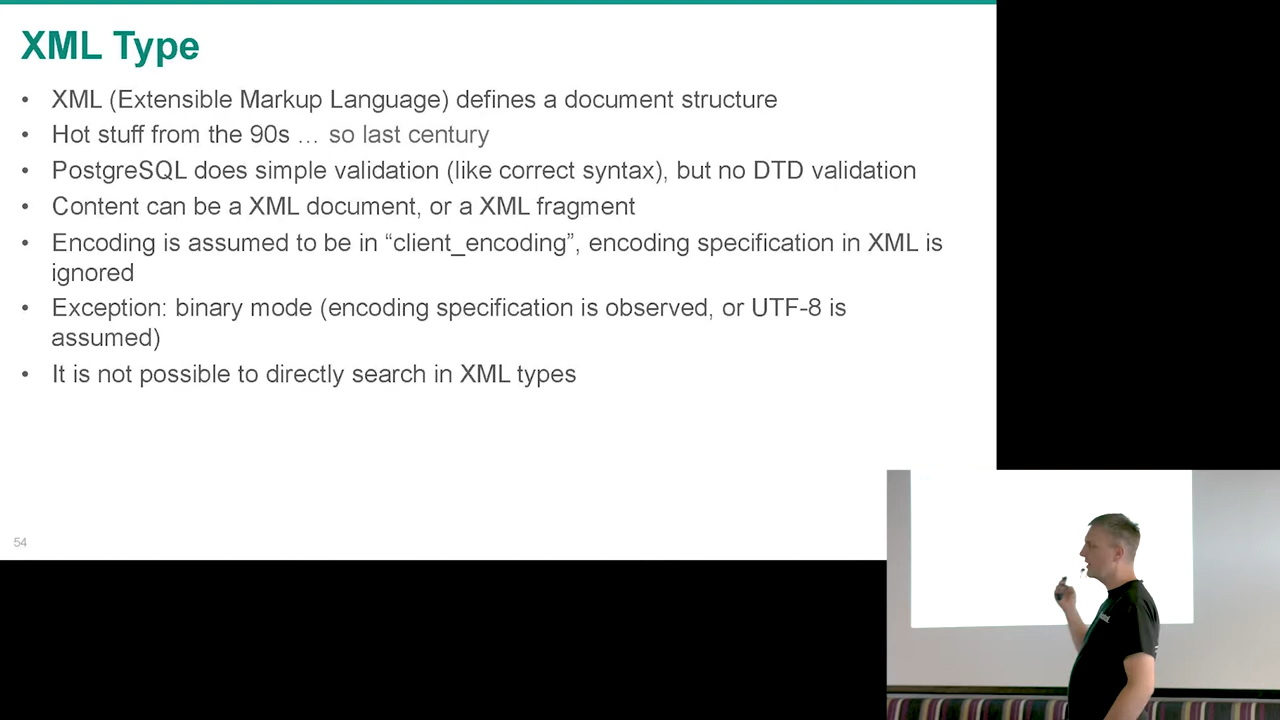 XML Type
• XML (Extensible Markup Language) defines a document structure
• Hot stuff from the 90s … so last century
• PostgreSQL does simple validation (like correct syntax), but no DTD validation
• Content can be a XML document, or a XML fragment
• Encoding is assumed to be in “client_encoding”, encoding specification in XML is
ignored
• Exception: binary mode (encoding specification is observed, or UTF-8 is
assumed)
• It is not possible to directly search in XML types
54